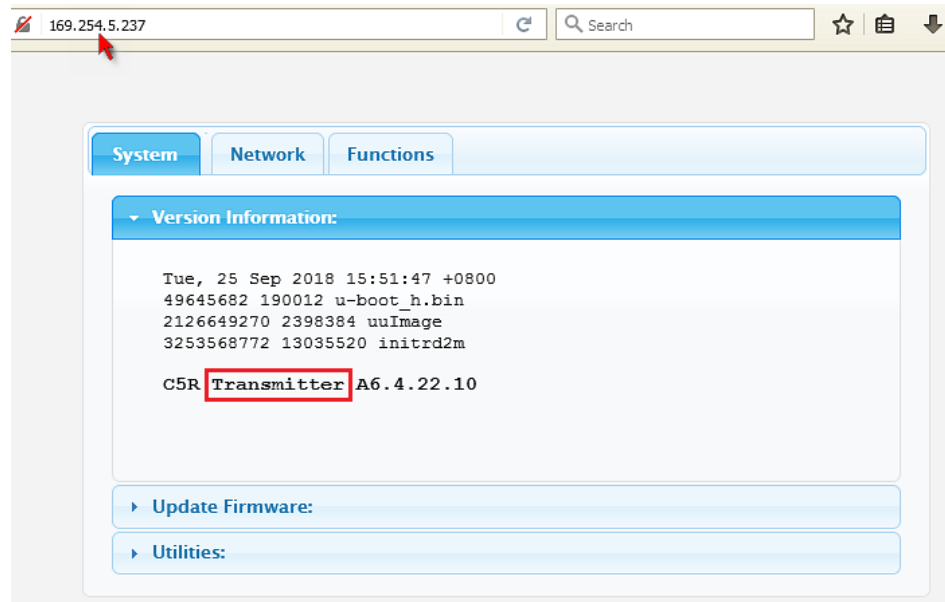 169.254.5.237
Search
System
Network
Functions
Version Information:
Tue, 25 Sep 2018 15:51:47 +0800
49645682 190012 u-boot_h.bin
2126649270 2398384 uuImage
3253568772 13035520 initrd2m
C5R Transmitter A6.4.22.10
Update Firmware:
Utilities: